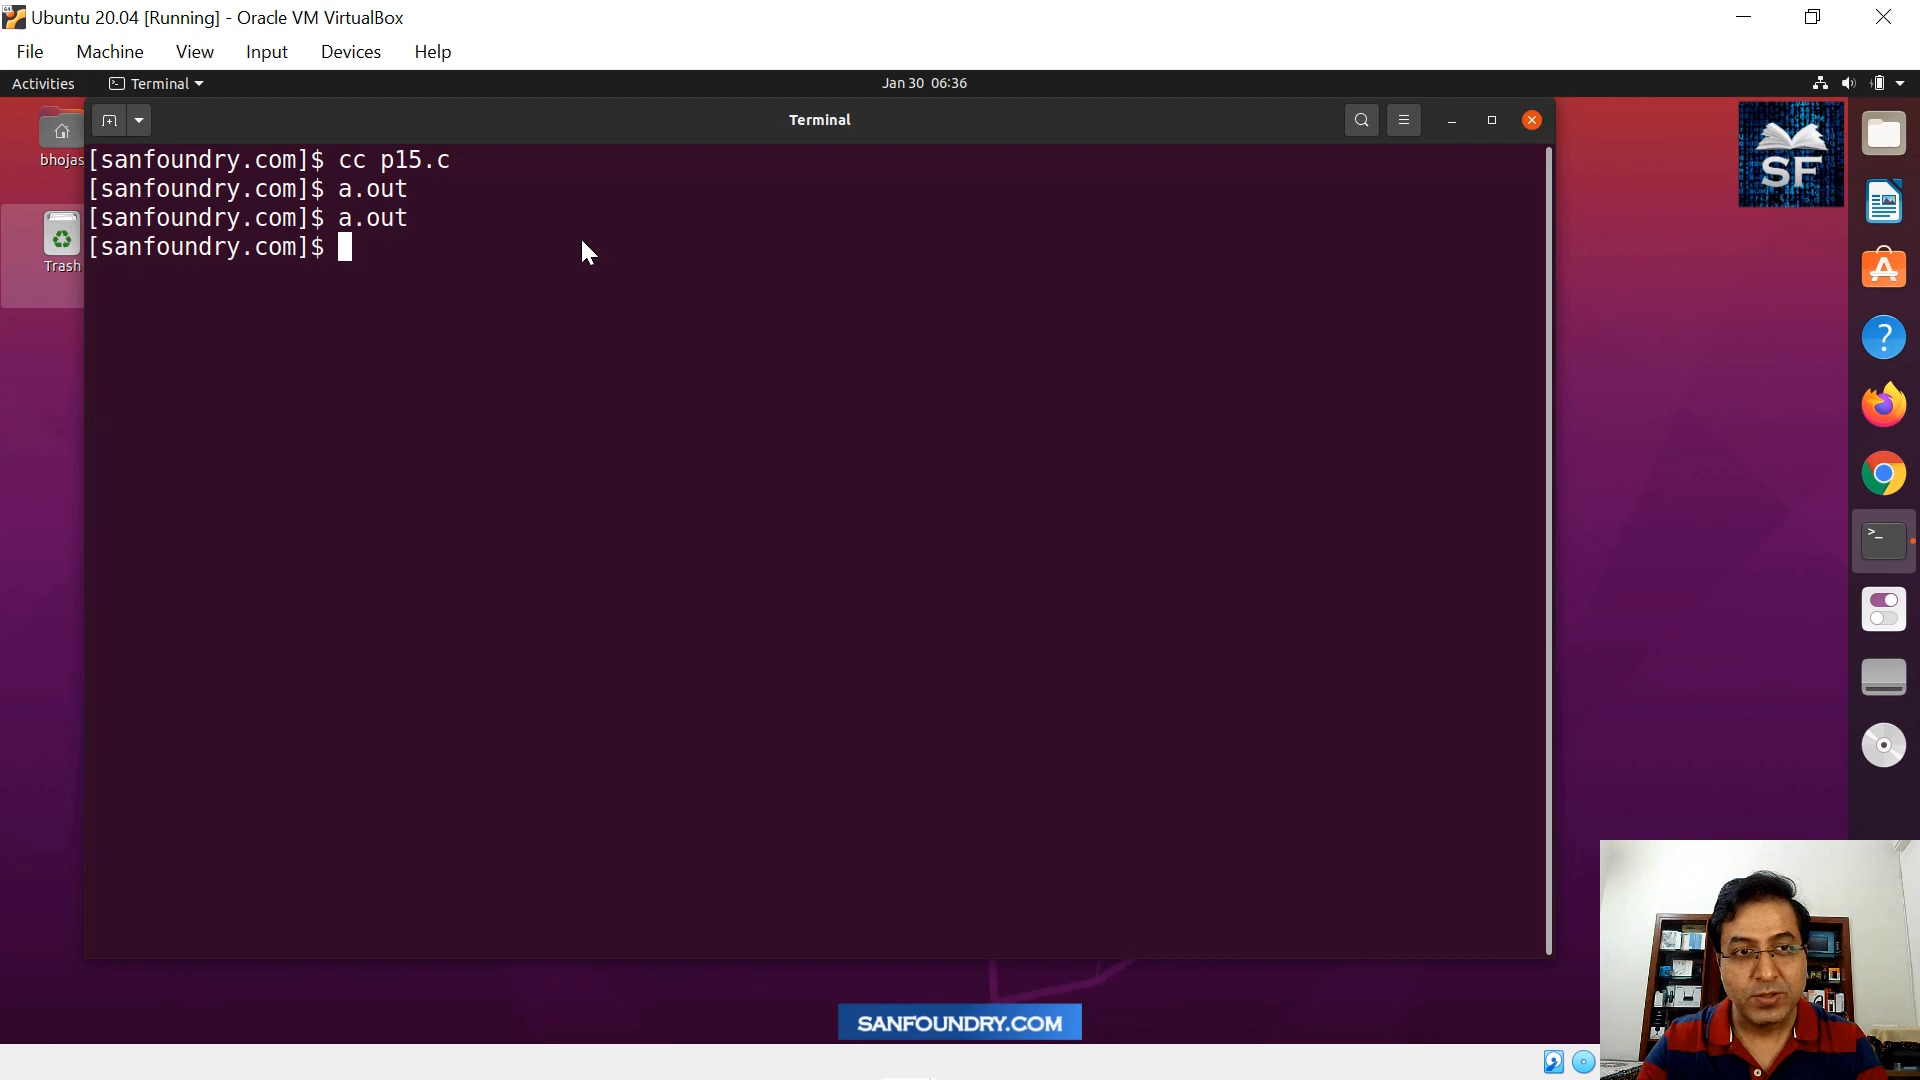 Ubuntu 20.04 [Running] - Oracle VM VirtualBox
File Machine View Input Devices Help
Activities Terminal Jan 30 06:36
Terminal
bhojas
Trash
[sanfoundry.com]$ cc p15.c
[sanfoundry.com]$ a.out
[sanfoundry.com]$ a.out
[sanfoundry.com]$
SF
SANFOUNDRY.COM